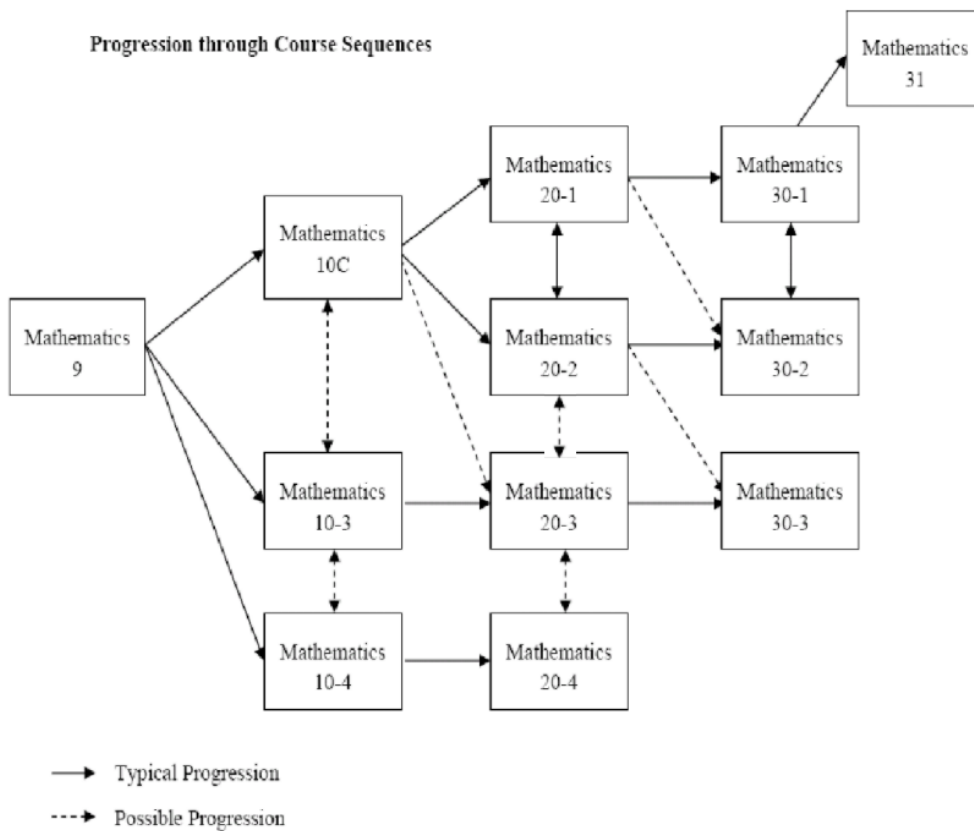 Progression through Course Sequences
Mathematics
31
Mathematics
20-1
Mathematics
30-1
Mathematics
10C
Mathematics
9
Mathematics
20-2
Mathematics
30-2
Mathematics
10-3
Mathematics
20-3
Mathematics
30-3
Mathematics
10-4
Mathematics
20-4
Typical Progression
Possible Progression